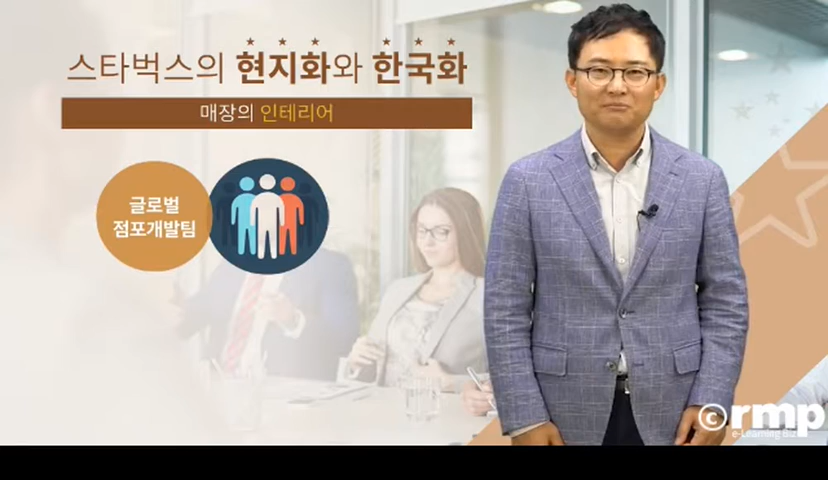 스타벅스의 현지화와 한국화
매장의 인테리어
글로벌
점포개발팀
©rmp
e-Learning Biz